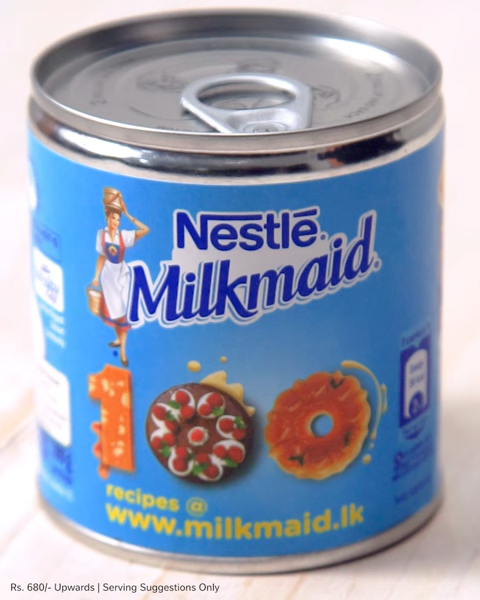 Nestlé.
Milkmaid.
100
recipes @
www.milkmaid.lk
Rs. 680/- Upwards | Serving Suggestions Only